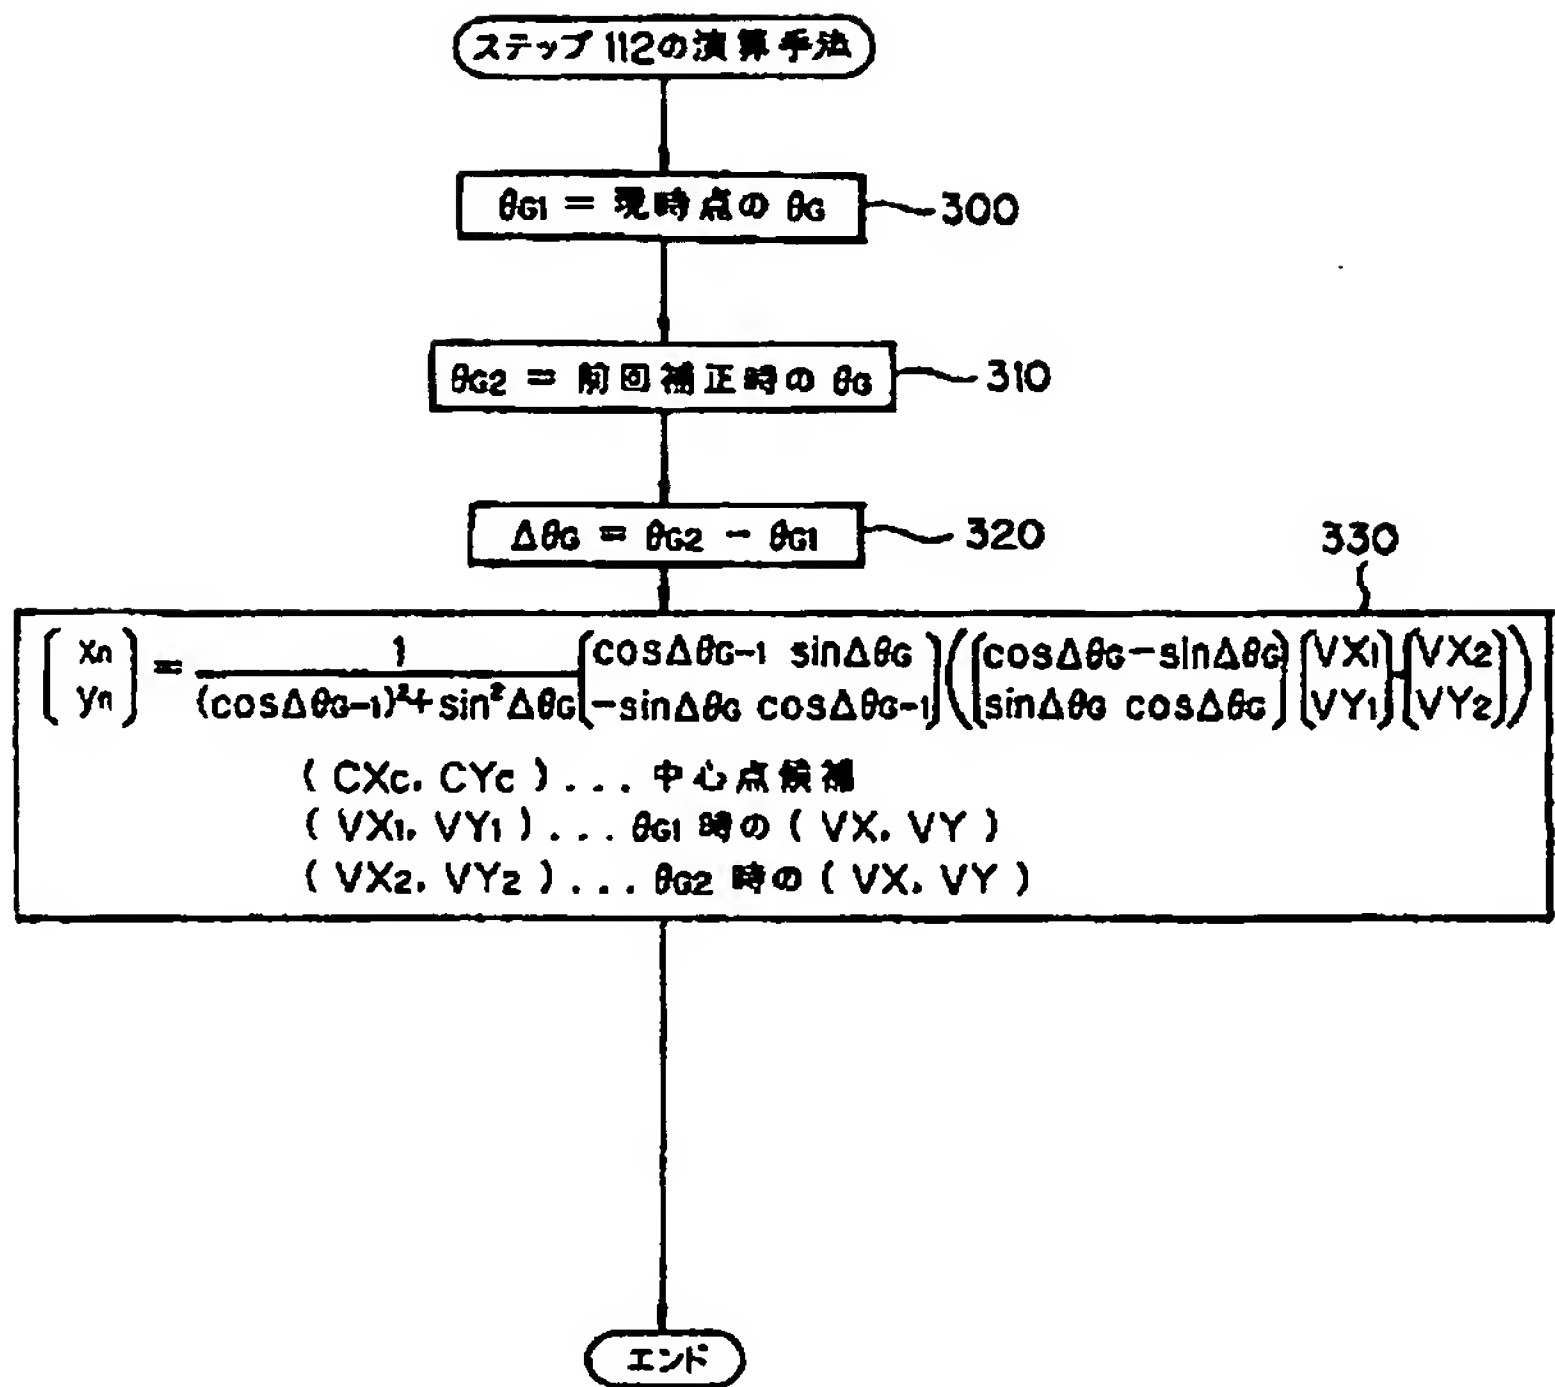 ステップ 112の演算手法
θG1 = 現時点の θG
300
θG2 = 前回補正時の θG
310
ΔθG = θG2 - θG1
320
330
(xn yn) = 1/((cosΔθG-1)²+sin²ΔθG) (cosΔθG-1 sinΔθG -sinΔθG cosΔθG-1) ((cosΔθG -sinΔθG sinΔθG cosΔθG) (VX1 VY1) - (VX2 VY2))
( CXc, CYc ) ... 中心点候補
( VX1, VY1 ) ... θG1 時の ( VX, VY )
( VX2, VY2 ) ... θG2 時の ( VX, VY )
エンド